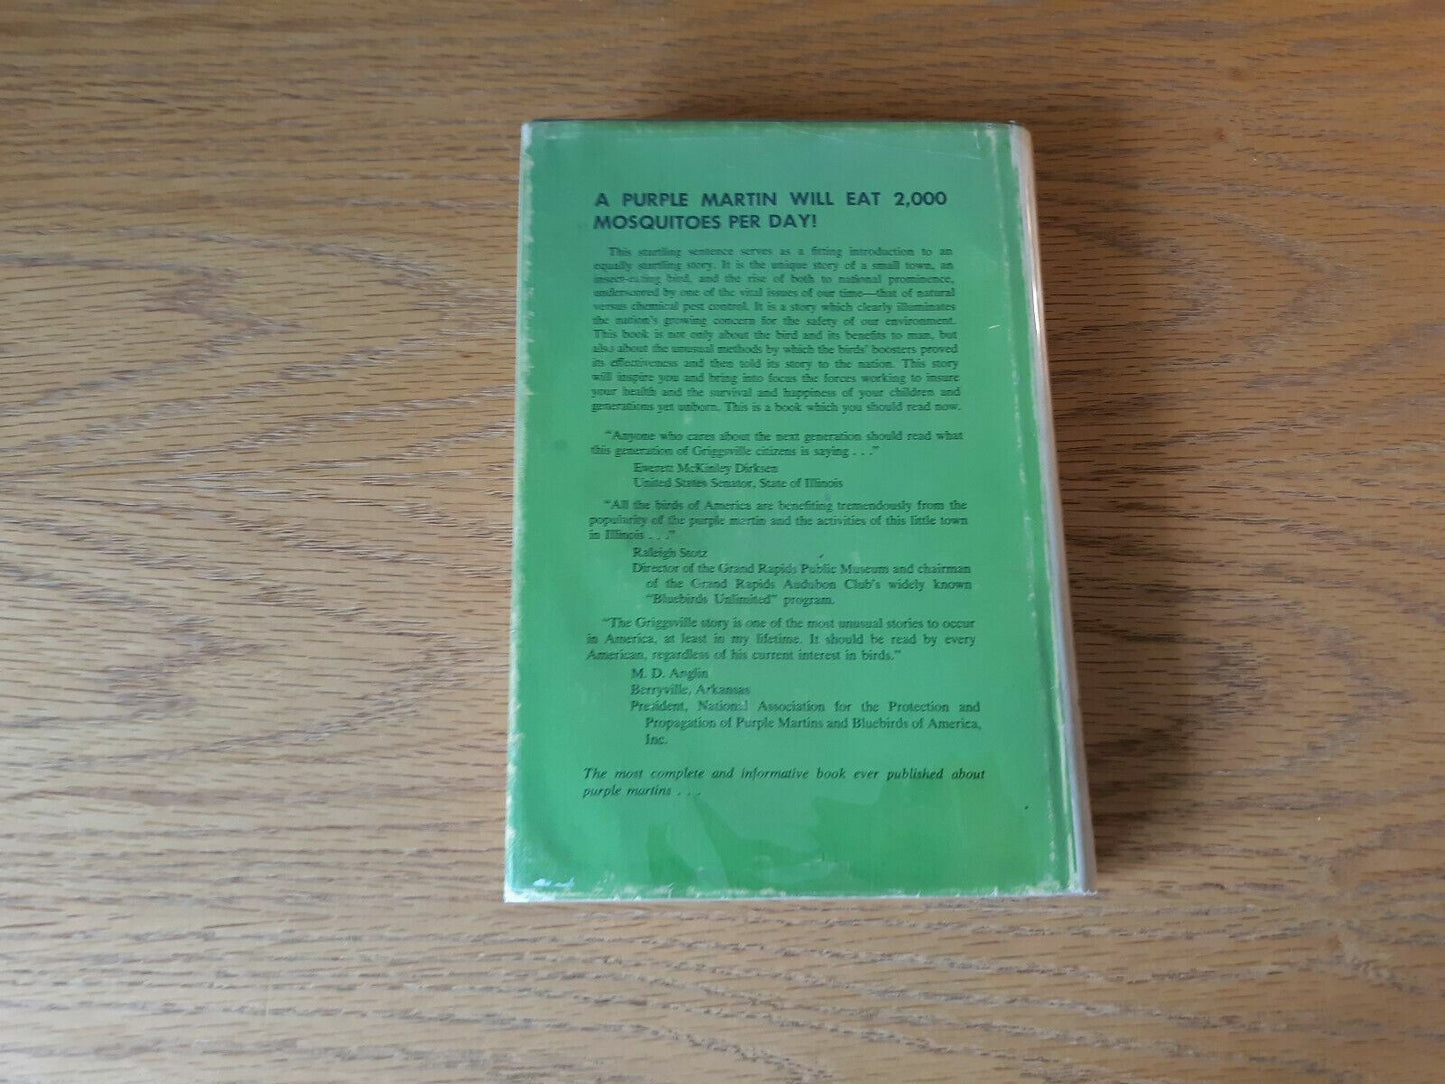 A PURPLE MARTIN WILL EAT 2,000
MOSQUITOES PER DAY!
This startling sentence serves as a fitting introduction to an
equally startling story. It is the unique story of a small town, an
insect-eating bird, and the rise of both to national prominence,
underscored by one of the vital issues of our time—that of natural
versus chemical pest control. It is a story which clearly illuminates
the nation's growing concern for the safety of our environment.
This book is not only about the bird and its benefits to man, but
also about the unusual methods by which the birds' boosters proved
its effectiveness and then told its story to the nation. This story
will inspire you and bring into focus the forces working to insure
your health and the survival and happiness of your children and
generations yet unborn. This is a book which you should read now.
"Anyone who cares about the next generation should read what
this generation of Griggsville citizens is saying . . ."
Everett McKinley Dirksen
United States Senator, State of Illinois
"All the birds of America are benefiting tremendously from the
popularity of the purple martin and the activities of this little town
in Illinois . . ."
Raleigh Stotz
Director of the Grand Rapids Public Museum and chairman
of the Grand Rapids Audubon Club's widely known
"Bluebirds Unlimited" program.
"The Griggsville story is one of the most unusual stories to occur
in America, at least in my lifetime. It should be read by every
American, regardless of his current interest in birds."
M. D. Anglin
Berryville, Arkansas
President, National Association for the Protection and
Propagation of Purple Martins and Bluebirds of America,
Inc.
The most complete and informative book ever published about
purple martins . . .